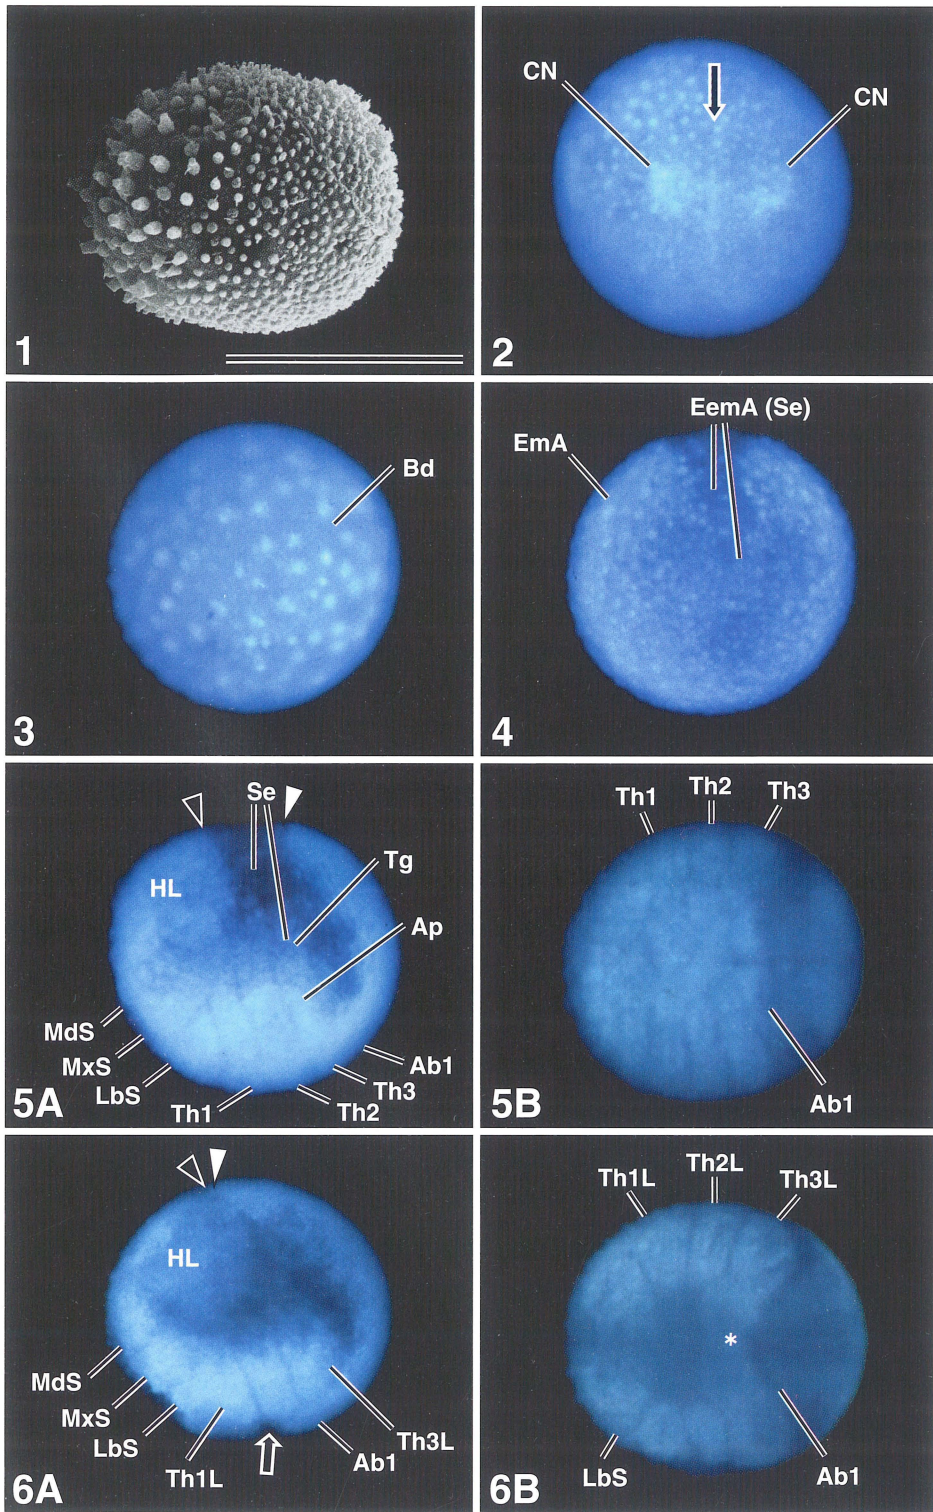 1
CN
CN
2
Bd
3
EemA (Se)
EmA
4
Se
Tg
HL
Ap
MdS
MxS
LbS
Th1
Th2
Th3
Ab1
5A
Th1
Th2
Th3
Ab1
5B
HL
MdS
MxS
LbS
Th1L
Ab1
Th3L
6A
Th1L
Th2L
Th3L
*
LbS
Ab1
6B